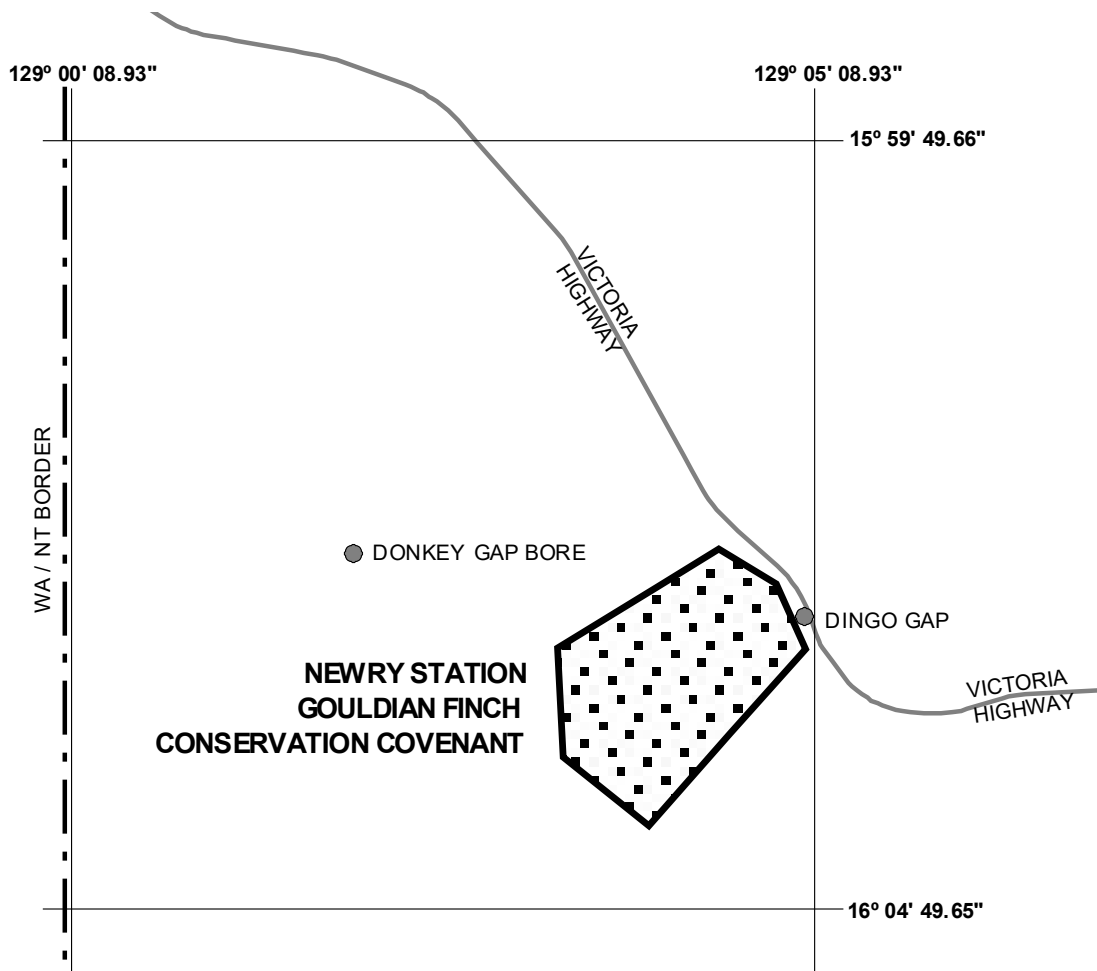 129º 00' 08.93"
129º 05' 08.93"
15º 59' 49.66"
VICTORIA
HIGHWAY
WA / NT BORDER
DONKEY GAP BORE
DINGO GAP
NEWRY STATION
GOULDIAN FINCH
CONSERVATION COVENANT
VICTORIA
HIGHWAY
16º 04' 49.65"